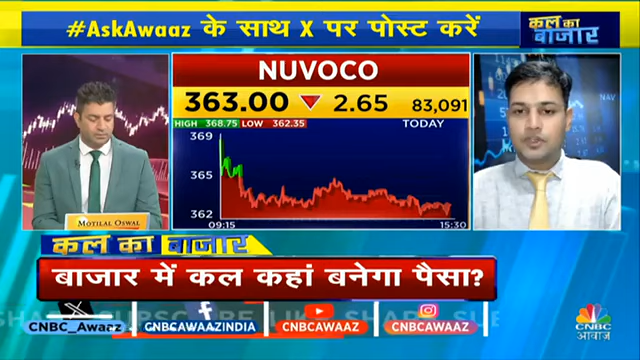 #AskAwaaz के साथ X पर पोस्ट करें
कल का
बाजार
NUVOCO
363.00 ▼ 2.65 83,091
HIGH 368.75 LOW 362.35 TODAY
369
365
362
09:15 15:30
NAV
MOTILAL OSWAL
कल का बाजार
बाजार में कल कहां बनेगा पैसा?
CNBC_Awaaz CNBCAWAAZINDIA CNBCAWAAZ CNBCAWAAZ
CNBC
आवाज़